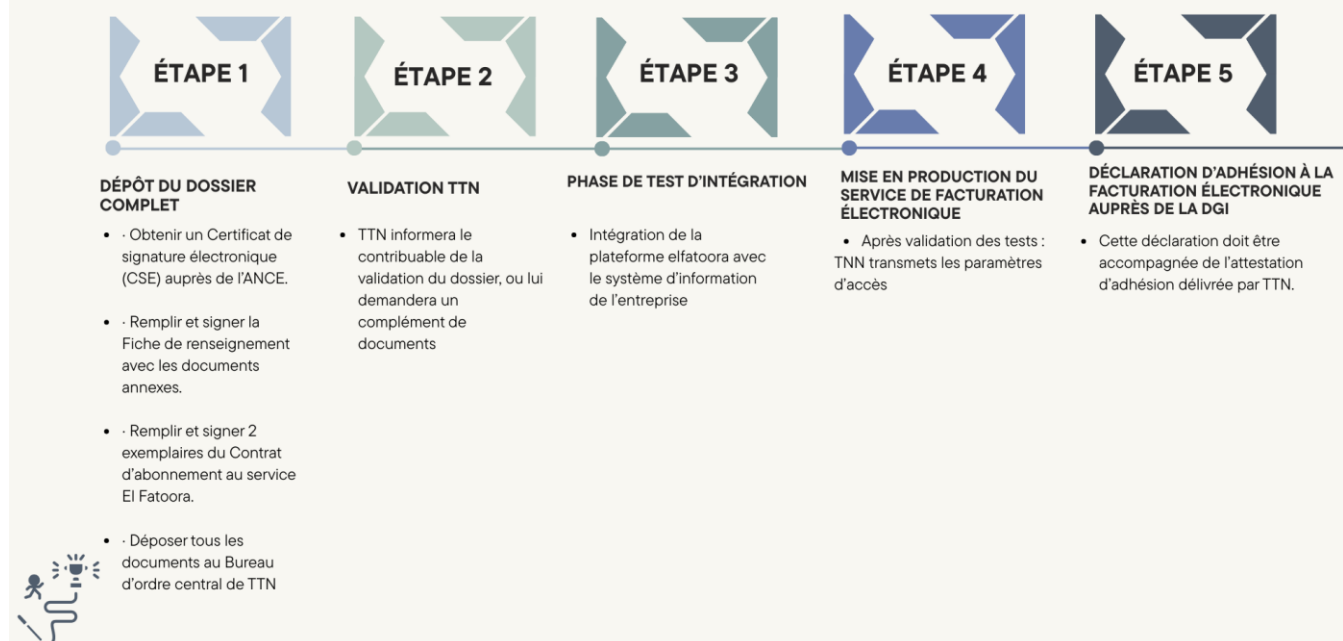 ÉTAPE 1
DÉPÔT DU DOSSIER
COMPLET
• · Obtenir un Certificat de
signature électronique
(CSE) auprès de l'ANCE.
• · Remplir et signer la
Fiche de renseignement
avec les documents
annexes.
• · Remplir et signer 2
exemplaires du Contrat
d'abonnement au service
El Fatoora.
• · Déposer tous les
documents au Bureau
d'ordre central de TTN
ÉTAPE 2
VALIDATION TTN
• TTN informera le
contribuable de la
validation du dossier, ou lui
demandera un
complément de
documents
ÉTAPE 3
PHASE DE TEST D'INTÉGRATION
• Intégration de la
plateforme elfatoora avec
le système d'information
de l'entreprise
ÉTAPE 4
MISE EN PRODUCTION DU
SERVICE DE FACTURATION
ÉLECTRONIQUE
• Après validation des tests :
TNN transmets les paramètres
d'accès
ÉTAPE 5
DÉCLARATION D'ADHÉSION À LA
FACTURATION ÉLECTRONIQUE
AUPRÈS DE LA DGI
• Cette déclaration doit être
accompagnée de l'attestation
d'adhésion délivrée par TTN.